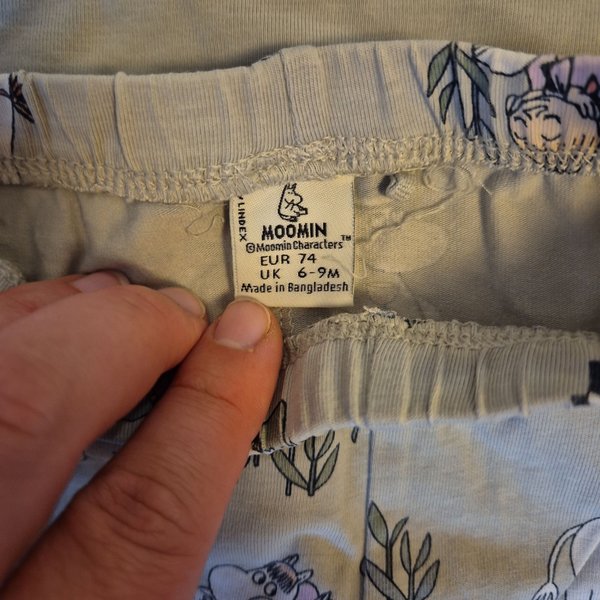 MOOMIN
©Moomin Characters™
EUR 74
UK 6-9M
Made in Bangladesh
LINDEX